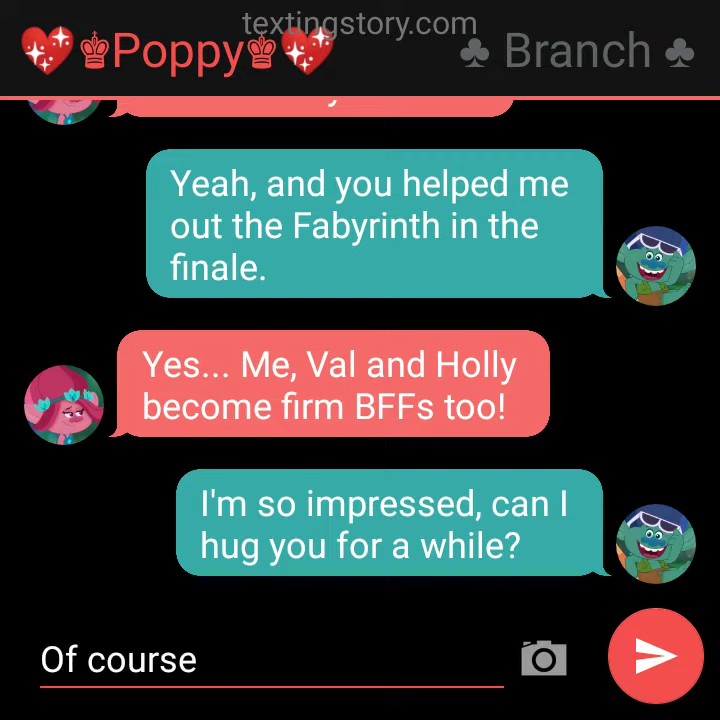 textingstory.com
💖♚Poppy♚💖 ♣ Branch ♣
Yeah, and you helped me
out the Fabyrinth in the
finale.
Yes... Me, Val and Holly
become firm BFFs too!
I'm so impressed, can I
hug you for a while?
Of course